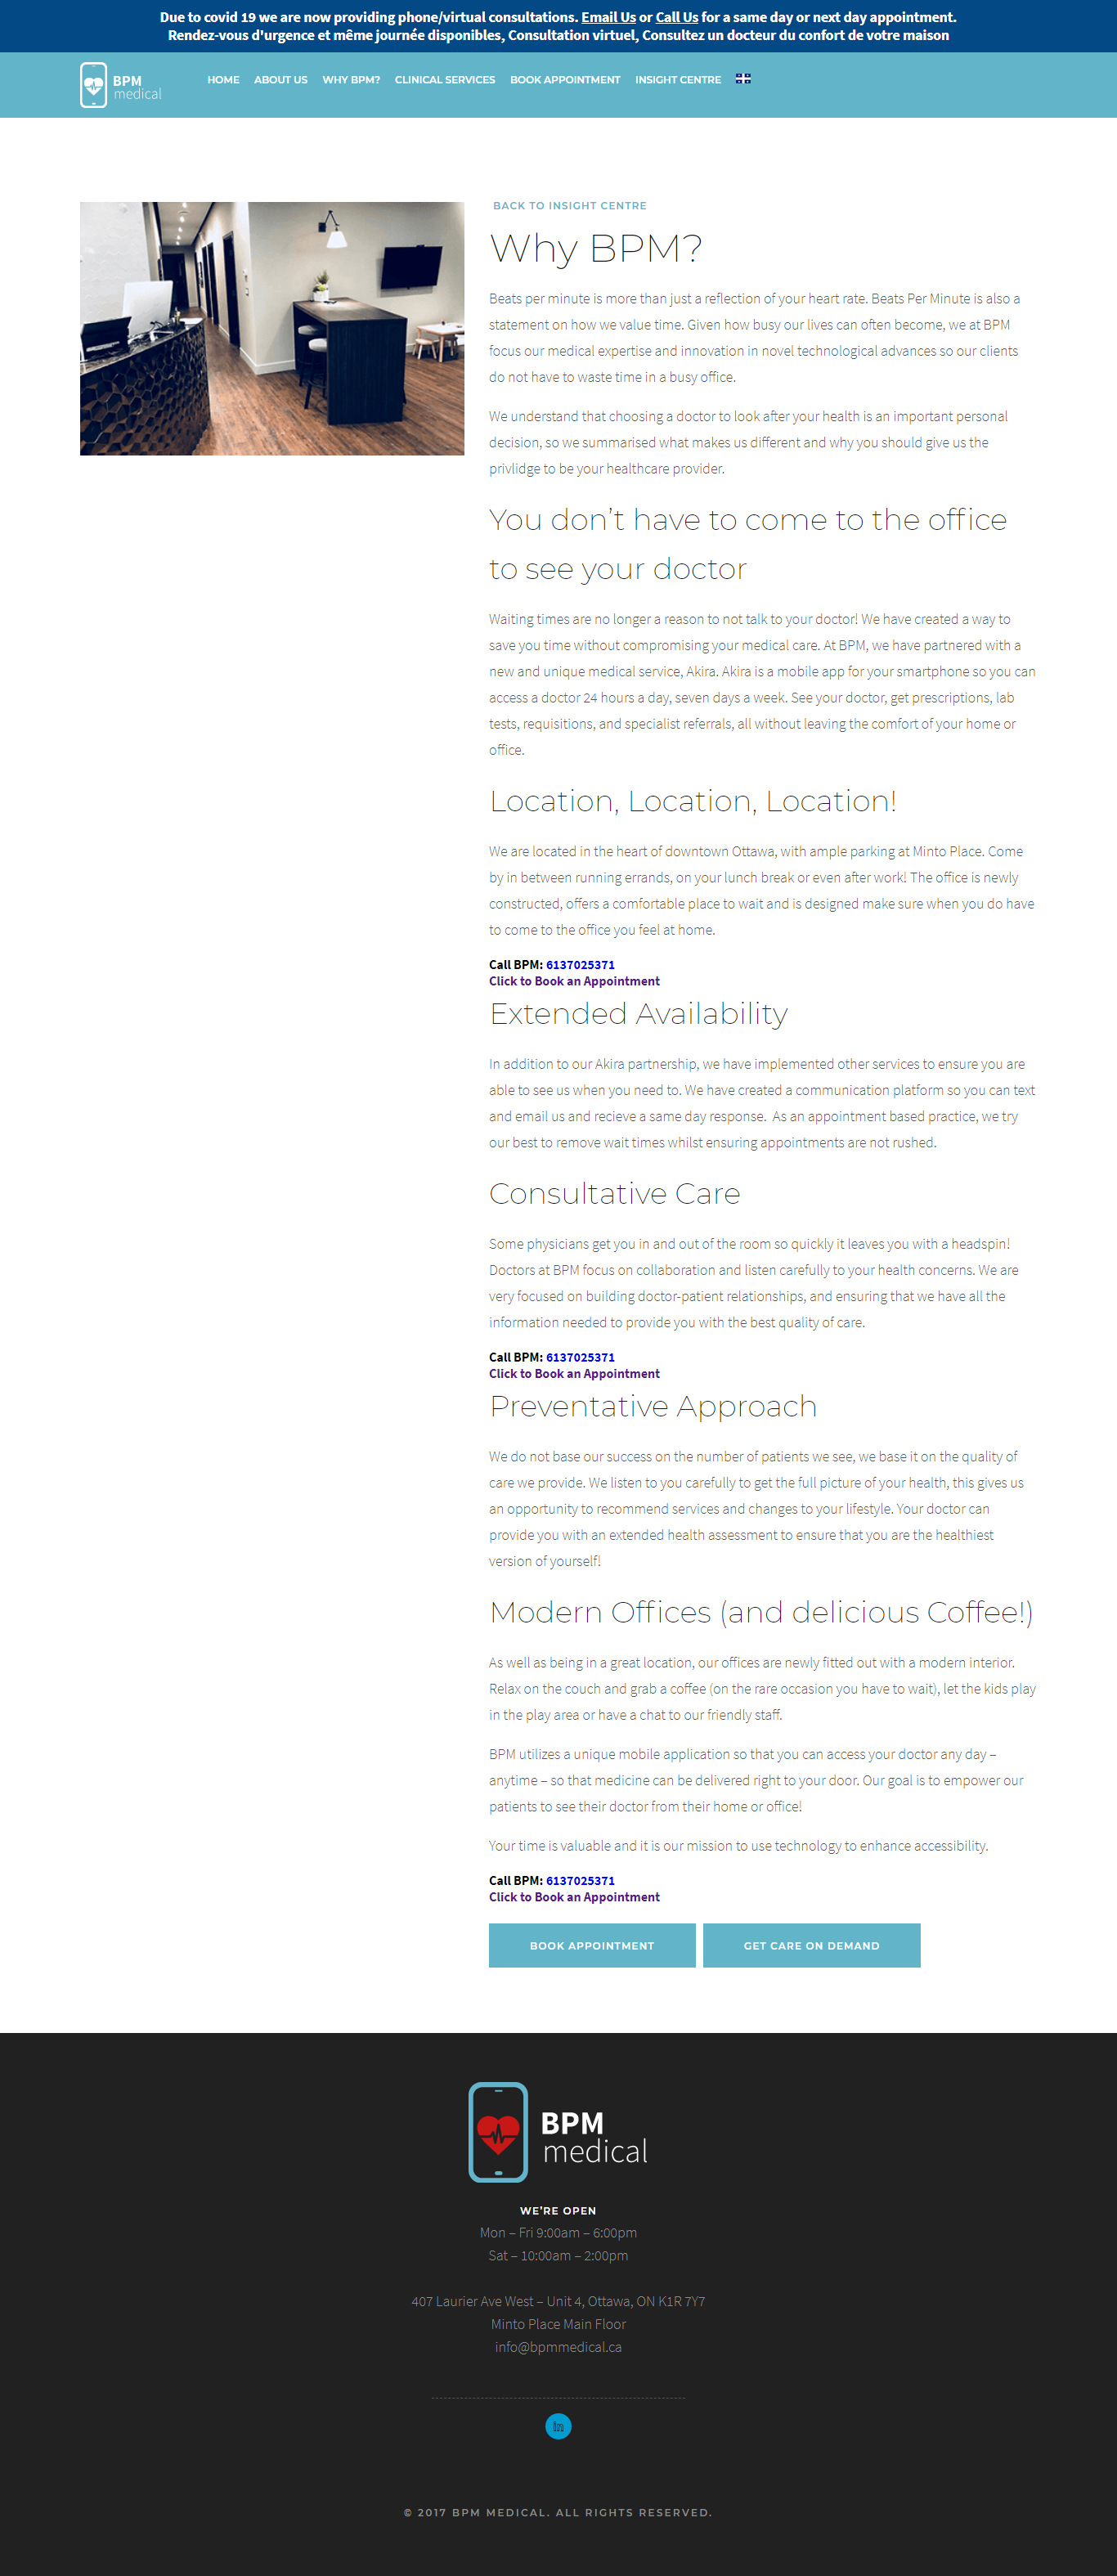 Due to covid 19 we are now providing phone/virtual consultations. Email Us or Call Us for a same day or next day appointment.
Rendez-vous d'urgence et même journée disponibles, Consultation virtuel, Consultez un docteur du confort de votre maison
BPM
medical
HOME ABOUT US WHY BPM? CLINICAL SERVICES BOOK APPOINTMENT INSIGHT CENTRE
BACK TO INSIGHT CENTRE
Why BPM?
Beats per minute is more than just a reflection of your heart rate. Beats Per Minute is also a
statement on how we value time. Given how busy our lives can often become, we at BPM
focus our medical expertise and innovation in novel technological advances so our clients
do not have to waste time in a busy office.
We understand that choosing a doctor to look after your health is an important personal
decision, so we summarised what makes us different and why you should give us the
privlidge to be your healthcare provider.
You don't have to come to the office
to see your doctor
Waiting times are no longer a reason to not talk to your doctor! We have created a way to
save you time without compromising your medical care. At BPM, we have partnered with a
new and unique medical service, Akira. Akira is a mobile app for your smartphone so you can
access a doctor 24 hours a day, seven days a week. See your doctor, get prescriptions, lab
tests, requisitions, and specialist referrals, all without leaving the comfort of your home or
office.
Location, Location, Location!
We are located in the heart of downtown Ottawa, with ample parking at Minto Place. Come
by in between running errands, on your lunch break or even after work! The office is newly
constructed, offers a comfortable place to wait and is designed make sure when you do have
to come to the office you feel at home.
Call BPM: 6137025371
Click to Book an Appointment
Extended Availability
In addition to our Akira partnership, we have implemented other services to ensure you are
able to see us when you need to. We have created a communication platform so you can text
and email us and recieve a same day response.  As an appointment based practice, we try
our best to remove wait times whilst ensuring appointments are not rushed.
Consultative Care
Some physicians get you in and out of the room so quickly it leaves you with a headspin!
Doctors at BPM focus on collaboration and listen carefully to your health concerns. We are
very focused on building doctor-patient relationships, and ensuring that we have all the
information needed to provide you with the best quality of care.
Call BPM: 6137025371
Click to Book an Appointment
Preventative Approach
We do not base our success on the number of patients we see, we base it on the quality of
care we provide. We listen to you carefully to get the full picture of your health, this gives us
an opportunity to recommend services and changes to your lifestyle. Your doctor can
provide you with an extended health assessment to ensure that you are the healthiest
version of yourself!
Modern Offices (and delicious Coffee!)
As well as being in a great location, our offices are newly fitted out with a modern interior.
Relax on the couch and grab a coffee (on the rare occasion you have to wait), let the kids play
in the play area or have a chat to our friendly staff.
BPM utilizes a unique mobile application so that you can access your doctor any day –
anytime – so that medicine can be delivered right to your door. Our goal is to empower our
patients to see their doctor from their home or office!
Your time is valuable and it is our mission to use technology to enhance accessibility.
Call BPM: 6137025371
Click to Book an Appointment
BOOK APPOINTMENT GET CARE ON DEMAND
BPM
medical
WE'RE OPEN
Mon – Fri 9:00am – 6:00pm
Sat – 10:00am – 2:00pm
407 Laurier Ave West – Unit 4, Ottawa, ON K1R 7Y7
Minto Place Main Floor
info@bpmmedical.ca
in
© 2017 BPM MEDICAL. ALL RIGHTS RESERVED.